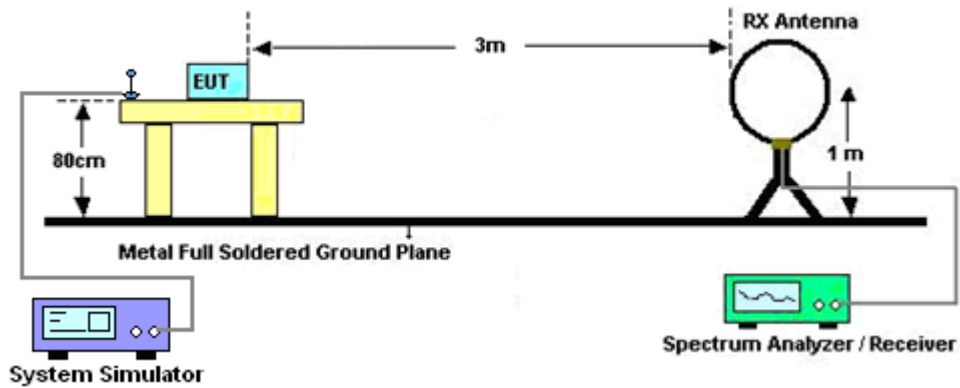 RX Antenna
3m
EUT
80cm
1 m
Metal Full Soldered Ground Plane
System Simulator
Spectrum Analyzer / Receiver